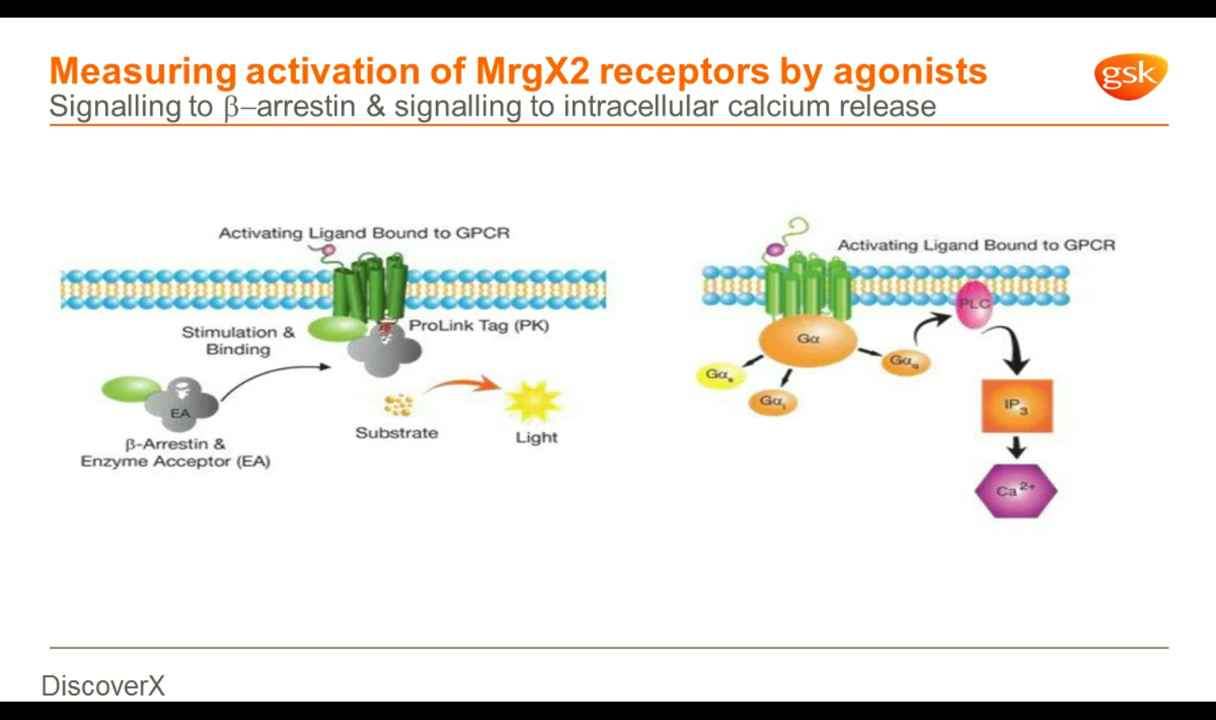 Measuring activation of MrgX2 receptors by agonists
Signalling to β–arrestin & signalling to intracellular calcium release
gsk
Activating Ligand Bound to GPCR
Stimulation &
Binding
ProLink Tag (PK)
EA
β-Arrestin &
Enzyme Acceptor (EA)
Substrate
Light
Activating Ligand Bound to GPCR
PLC
Gα
Gαs
Gαi
Gαq
IP3
Ca2+
DiscoverX